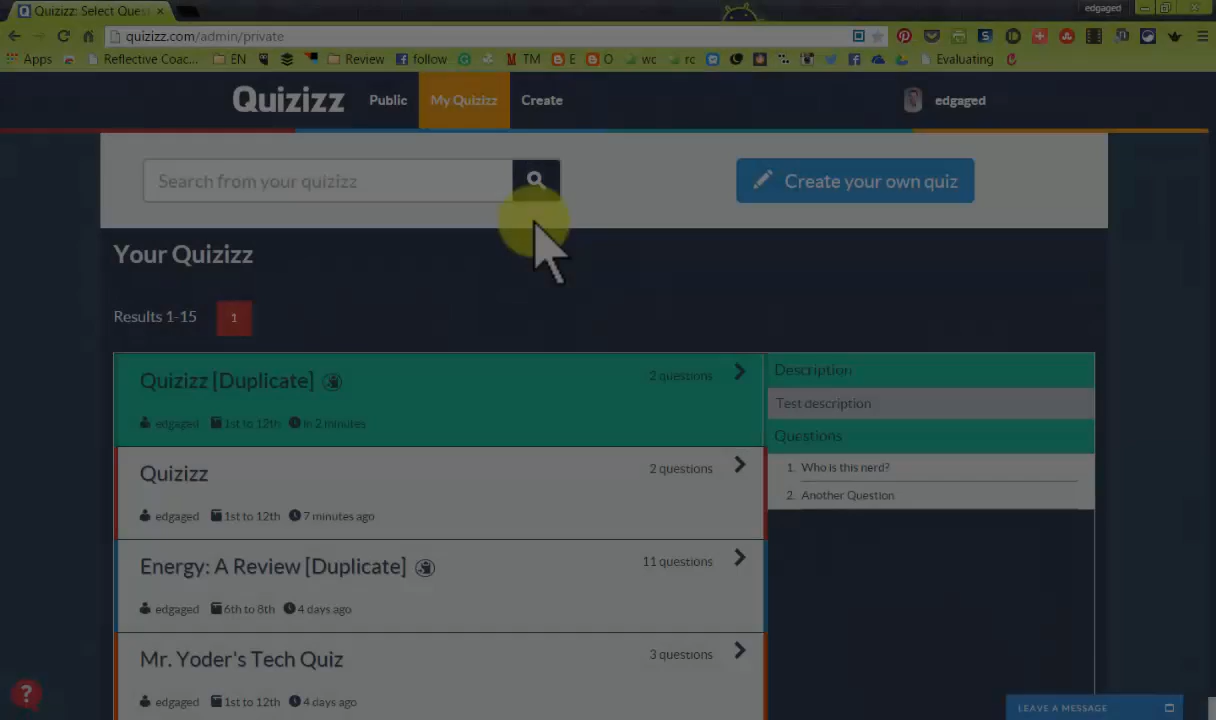 Quizizz: Select Ques
edgaged
quizizz.com/admin/private
Apps Reflective Coac... EN Review follow TM E O wc rc Evaluating
Quizizz Public My Quizizz Create edgaged
Search from your quizizz Create your own quiz
Your Quizizz
Results 1-15 1
Quizizz [Duplicate] 2 questions
edgaged 1st to 12th in 2 minutes
Quizizz 2 questions
edgaged 1st to 12th 7 minutes ago
Energy: A Review [Duplicate] 11 questions
edgaged 6th to 8th 4 days ago
Mr. Yoder's Tech Quiz 3 questions
edgaged 1st to 12th 4 days ago
Description
Test description
Questions
1. Who is this nerd?
2. Another Question
?
LEAVE A MESSAGE